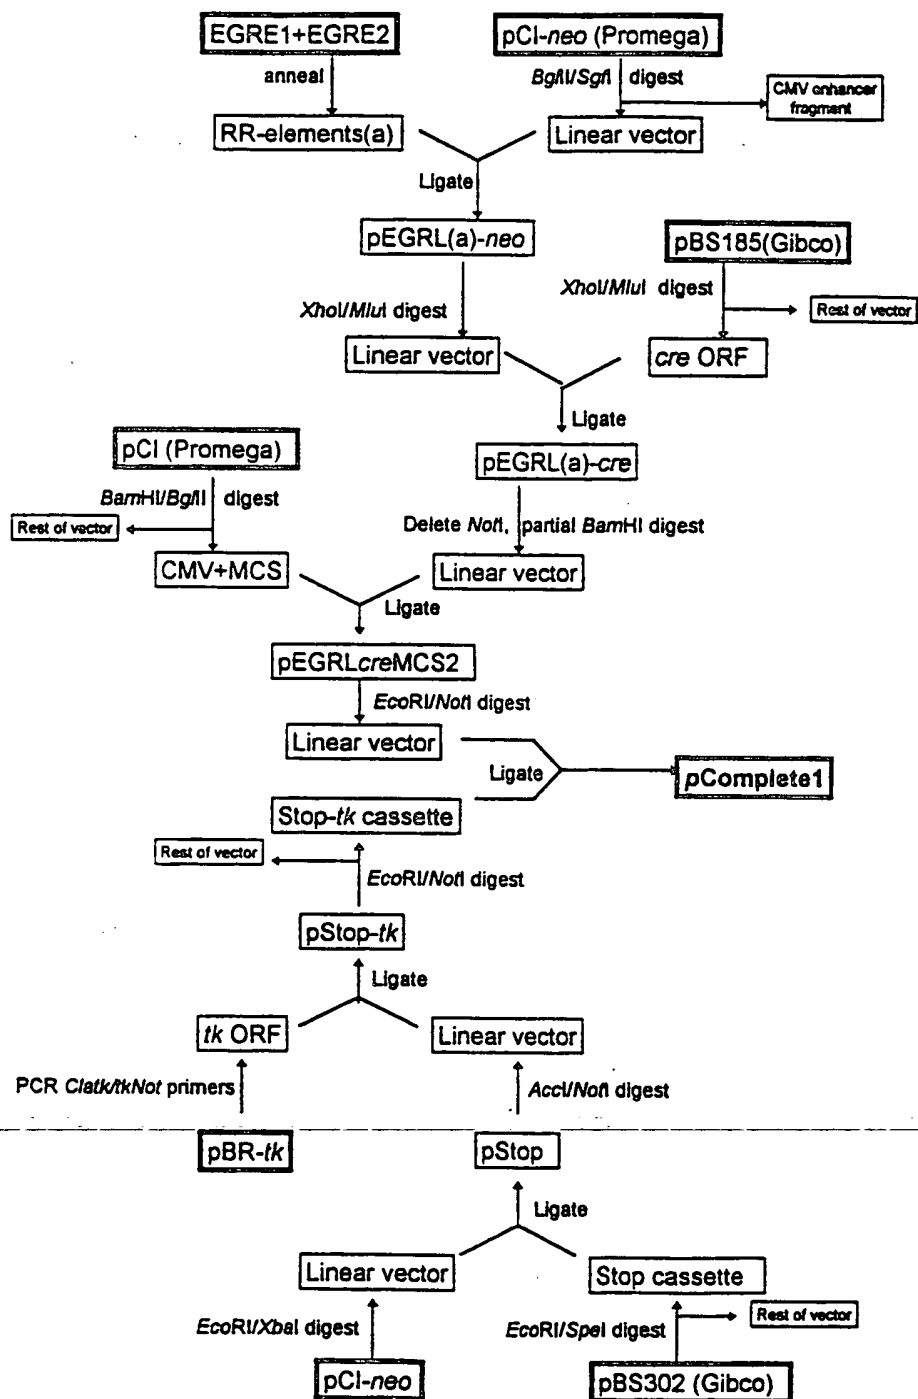 EGRE1+EGRE2
pCI-neo (Promega)
anneal
BglII/SgfI digest
CMV enhancer
fragment
RR-elements(a)
Linear vector
Ligate
pEGRL(a)-neo
pBS185(Gibco)
XhoI/MluI digest
XhoI/MluI digest
Rest of vector
Linear vector
cre ORF
Ligate
pCI (Promega)
pEGRL(a)-cre
BamHI/BglII digest
Rest of vector
Delete NotI, partial BamHI digest
CMV+MCS
Linear vector
Ligate
pEGRLcreMCS2
EcoRI/NotI digest
Linear vector
Ligate
pComplete1
Stop-tk cassette
Rest of vector
EcoRI/NotI digest
pStop-tk
Ligate
tk ORF
Linear vector
PCR Clatk/tkNot primers
AccI/NotI digest
pBR-tk
pStop
Ligate
Linear vector
Stop cassette
EcoRI/XbaI digest
EcoRI/SpeI digest
Rest of vector
pCI-neo
pBS302 (Gibco)